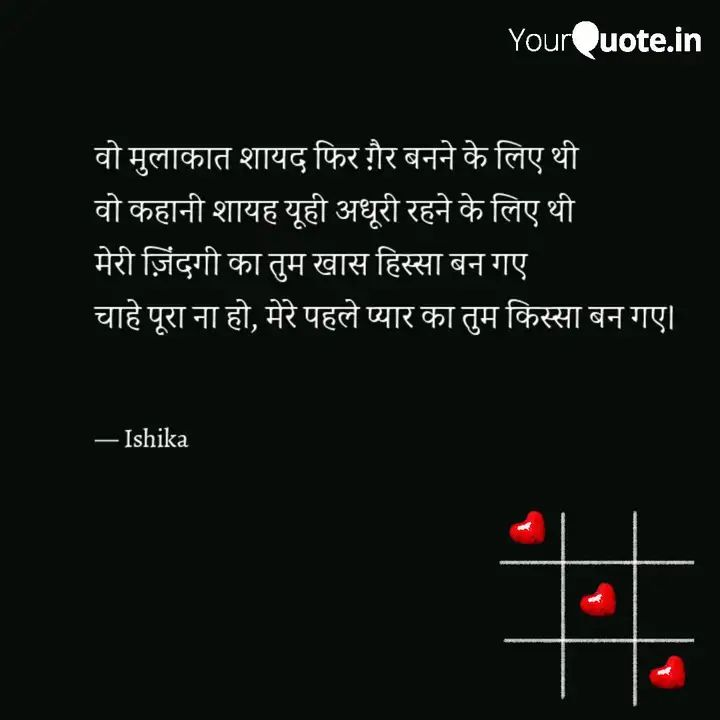 YourQuote.in
वो मुलाकात शायद फिर ग़ैर बनने के लिए थी
वो कहानी शायह यूही अधूरी रहने के लिए थी
मेरी ज़िंदगी का तुम खास हिस्सा बन गए
चाहे पूरा ना हो, मेरे पहले प्यार का तुम किस्सा बन गए।
— Ishika